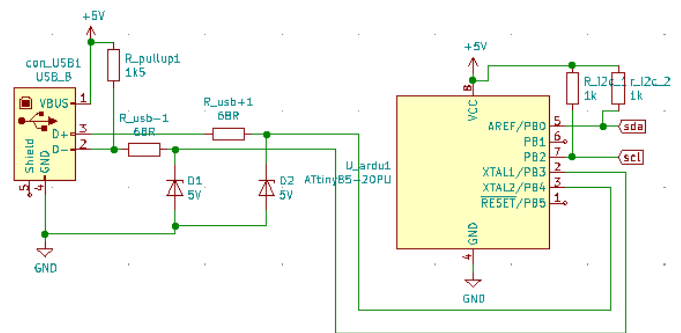 +5V
con_USB1
USB_B
R_pullup1
1k5
VBUS
1
D+
3
D-
2
Shield
GND
5
4
GND
R_usb-1
68R
R_usb+1
68R
D1
5V
D2
5V
+5V
8
VCC
U_ardu1
ATtiny85-20PU
AREF/PB0
5
PB1
6
PB2
7
XTAL1/PB3
2
XTAL2/PB4
3
RESET/PB5
1
GND
4
GND
1k
r_I2c_2
1k
sda
scl